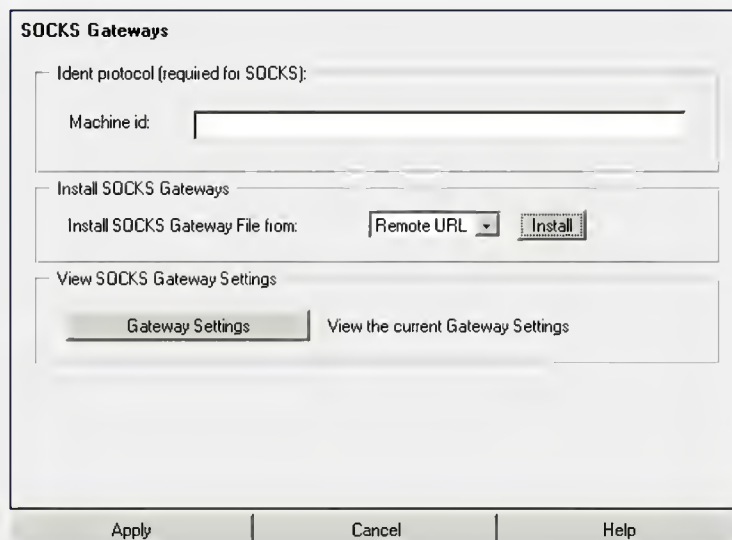 SOCKS Gateways
Ident protocol (required for SOCKS):
Machine id:
Install SOCKS Gateways
Install SOCKS Gateway File from: Remote URL Install
View SOCKS Gateway Settings
Gateway Settings View the current Gateway Settings
Apply Cancel Help